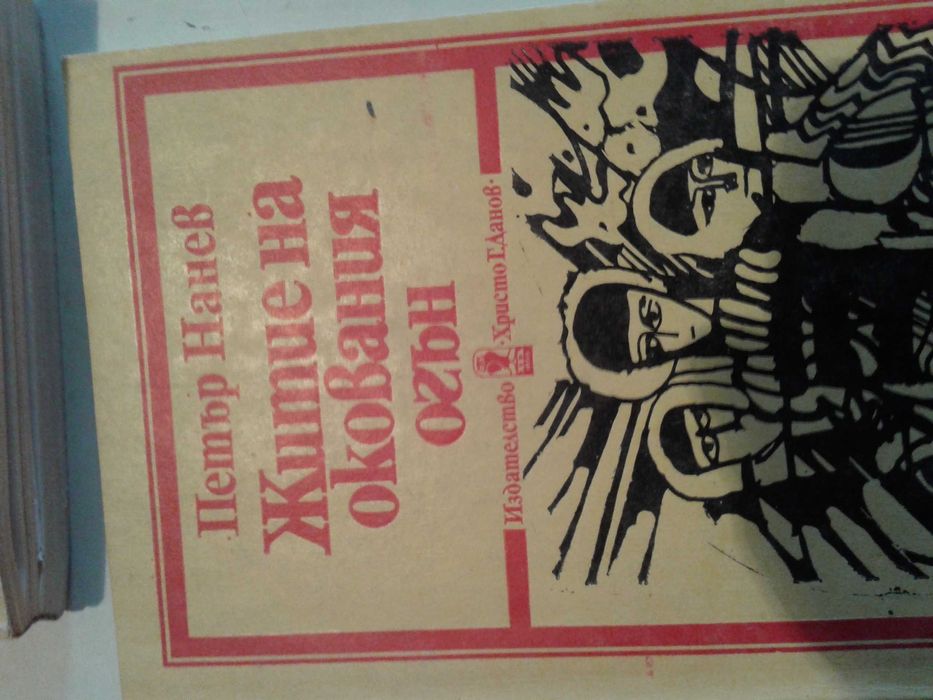 Петър Нанев
Житие на
окования
огън
Издателство · Христо Г. Данов ·